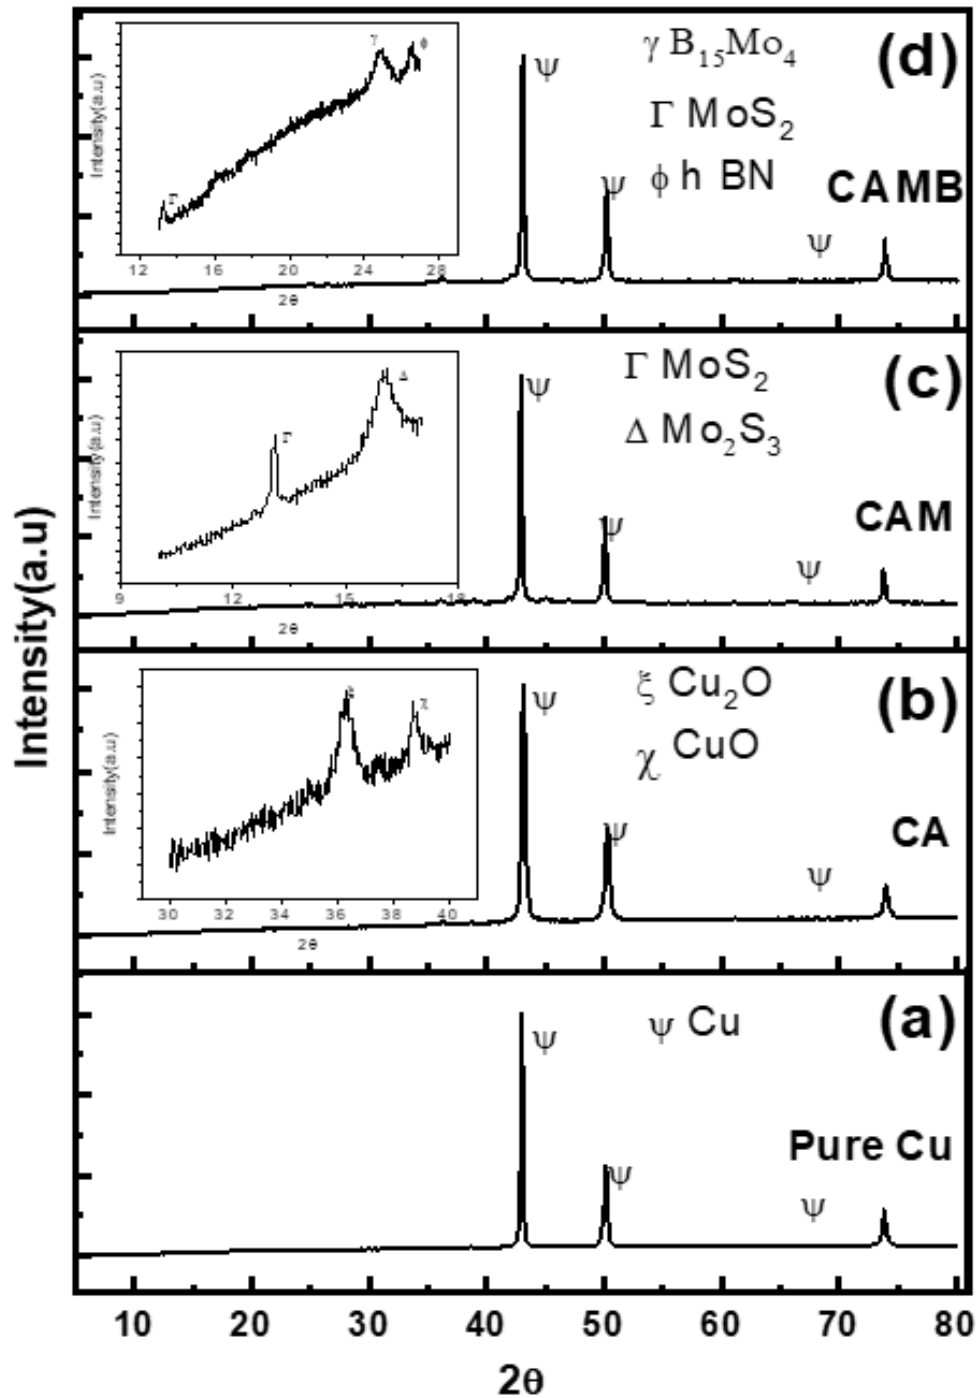 Intensity(a.u)
(d)
γ B₁₅Mo₄
Γ MoS₂
ϕ h BN
CAMB
ψ
ψ
ψ
Intensity(a.u)
Γ
γ
ϕ
12 16 20 24 28
2θ
(c)
Γ MoS₂
Δ Mo₂S₃
CAM
ψ
ψ
ψ
Intensity(a.u)
Γ
Δ
9 12 15 18
2θ
(b)
ξ Cu₂O
χ CuO
CA
ψ
ψ
ψ
Intensity(a.u)
ξ
χ
30 32 34 36 38 40
2θ
(a)
ψ Cu
Pure Cu
ψ
ψ
ψ
10 20 30 40 50 60 70 80
2θ